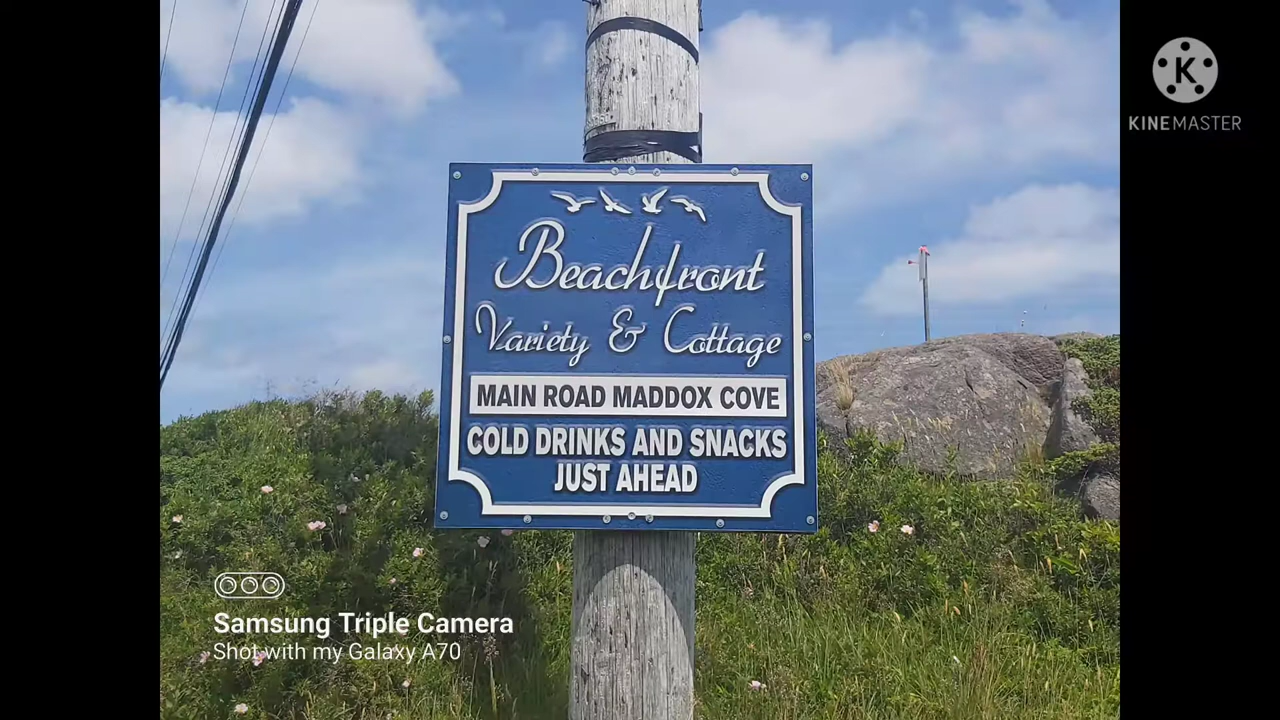 K
KINEMASTER
Beachfront
Variety & Cottage
MAIN ROAD MADDOX COVE
COLD DRINKS AND SNACKS
JUST AHEAD
Samsung Triple Camera
Shot with my Galaxy A70